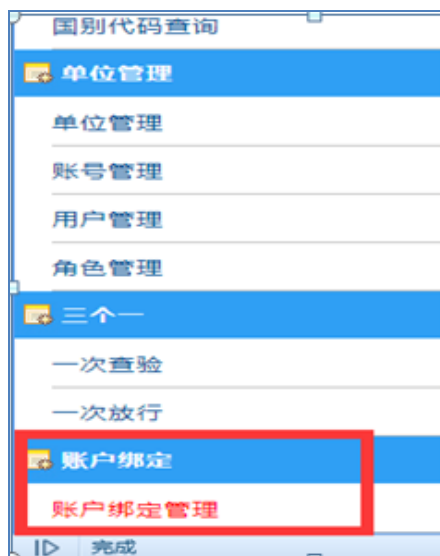 国别代码查询
单位管理
单位管理
账号管理
用户管理
角色管理
三个一
一次查验
一次放行
账户绑定
账户绑定管理
完成